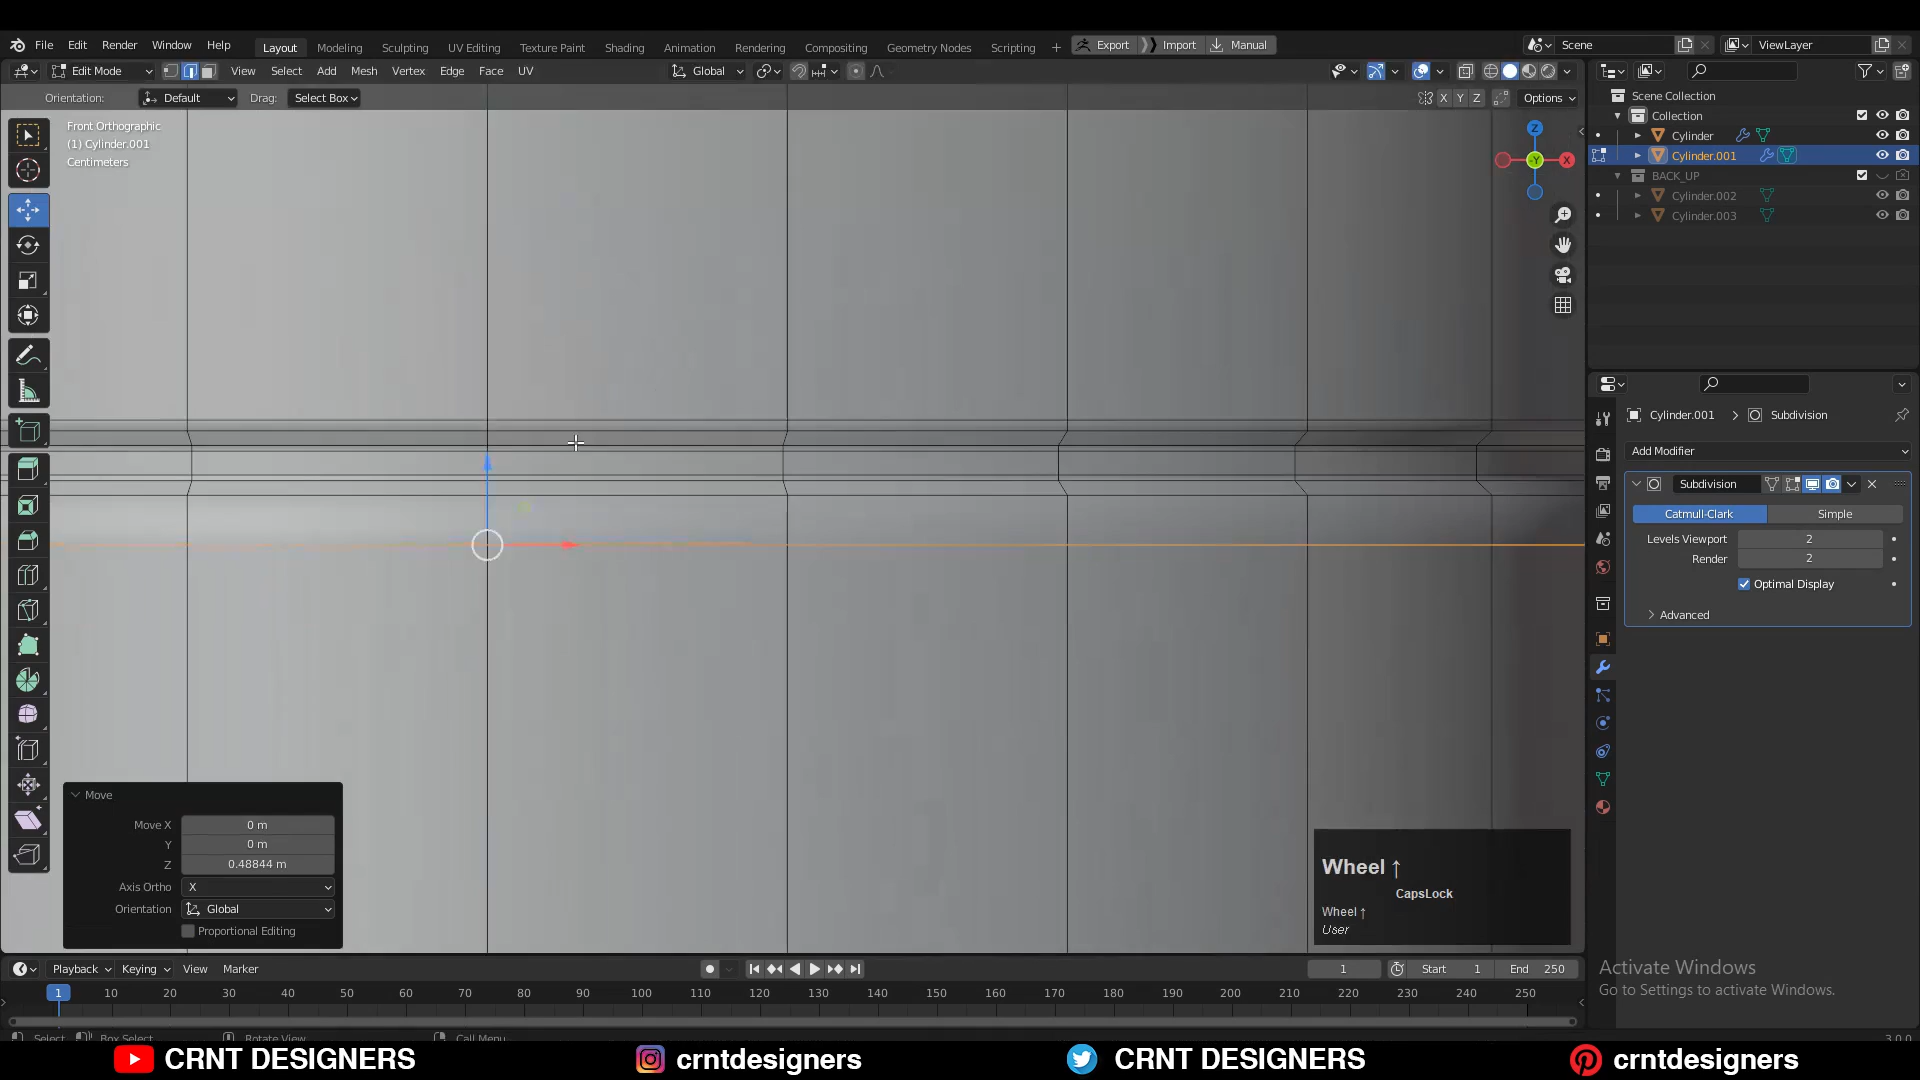 File Edit Render Window Help Layout Modeling Sculpting UV Editing Texture Paint Shading Animation Rendering Compositing Geometry Nodes Scripting + Export Import Manual Scene ViewLayer
Edit Mode View Select Add Mesh Vertex Edge Face UV Global
Orientation: Default Drag: Select Box X Y Z Options
Front Orthographic
(1) Cylinder.001
Centimeters
Z
Y
X
Scene Collection
Collection
Cylinder
Cylinder.001
BACK_UP
Cylinder.002
Cylinder.003
Cylinder.001 > Subdivision
Add Modifier
Subdivision
Catmull-Clark Simple
Levels Viewport 2
Render 2
Optimal Display
Advanced
Move
Move X 0 m
Y 0 m
Z 0.48844 m
Axis Ortho X
Orientation Global
Proportional Editing
Wheel ↑
CapsLock
Wheel ↑
User
Playback Keying View Marker 1 Start 1 End 250
1 10 20 30 40 50 60 70 80 90 100 110 120 130 140 150 160 170 180 190 200 210 220 230 240 250
Activate Windows
Go to Settings to activate Windows.
Select Box Select Rotate View Call Menu 3.0.0
CRNT DESIGNERS crntdesigners CRNT DESIGNERS crntdesigners